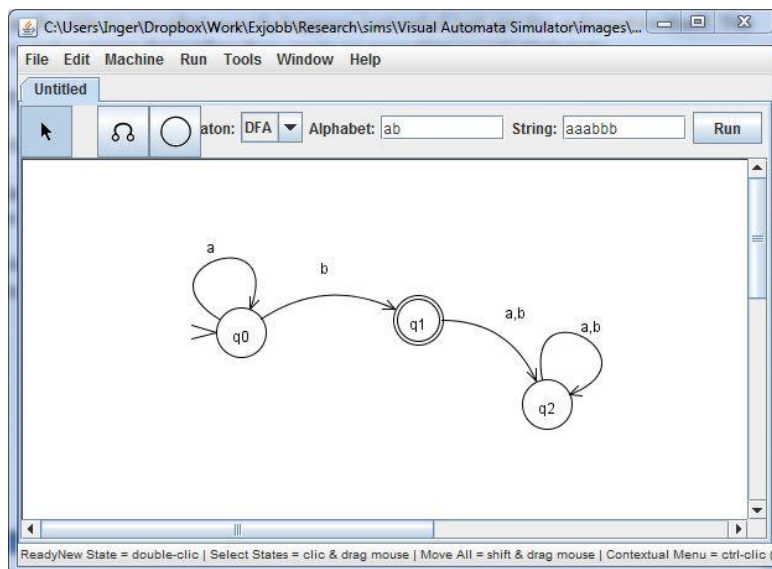 C:\Users\Inger\Dropbox\Work\Exjobb\Research\sims\Visual Automata Simulator\images\...
File Edit Machine Run Tools Window Help
Untitled
aton: DFA Alphabet: ab String: aaabbb Run
a
b
q0
q1
a,b
a,b
q2
ReadyNew State = double-clic | Select States = clic & drag mouse | Move All = shift & drag mouse | Contextual Menu = ctrl-clic (